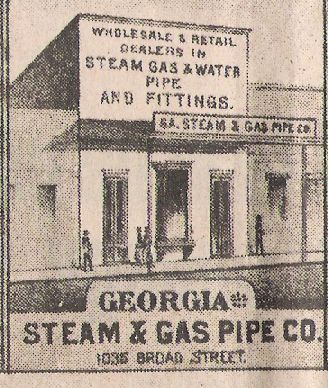 WHOLESALE & RETAIL
DEALERS IN
STEAM GAS & WATER
PIPE
AND FITTINGS.
GA. STEAM & GAS PIPE CO.
GEORGIA
STEAM & GAS PIPE CO.
1035 BROAD STREET.